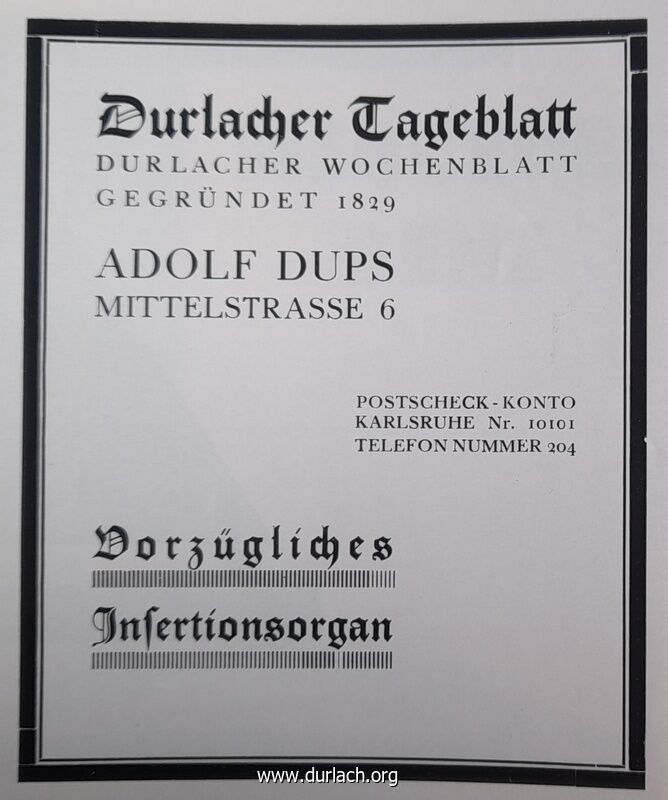 Durlacher Tageblatt
DURLACHER WOCHENBLATT
GEGRÜNDET 1829
ADOLF DUPS
MITTELSTRASSE 6
POSTSCHECK-KONTO
KARLSRUHE Nr. 10101
TELEFON NUMMER 204
Vorzügliches
Inſertionsorgan
www.durlach.org